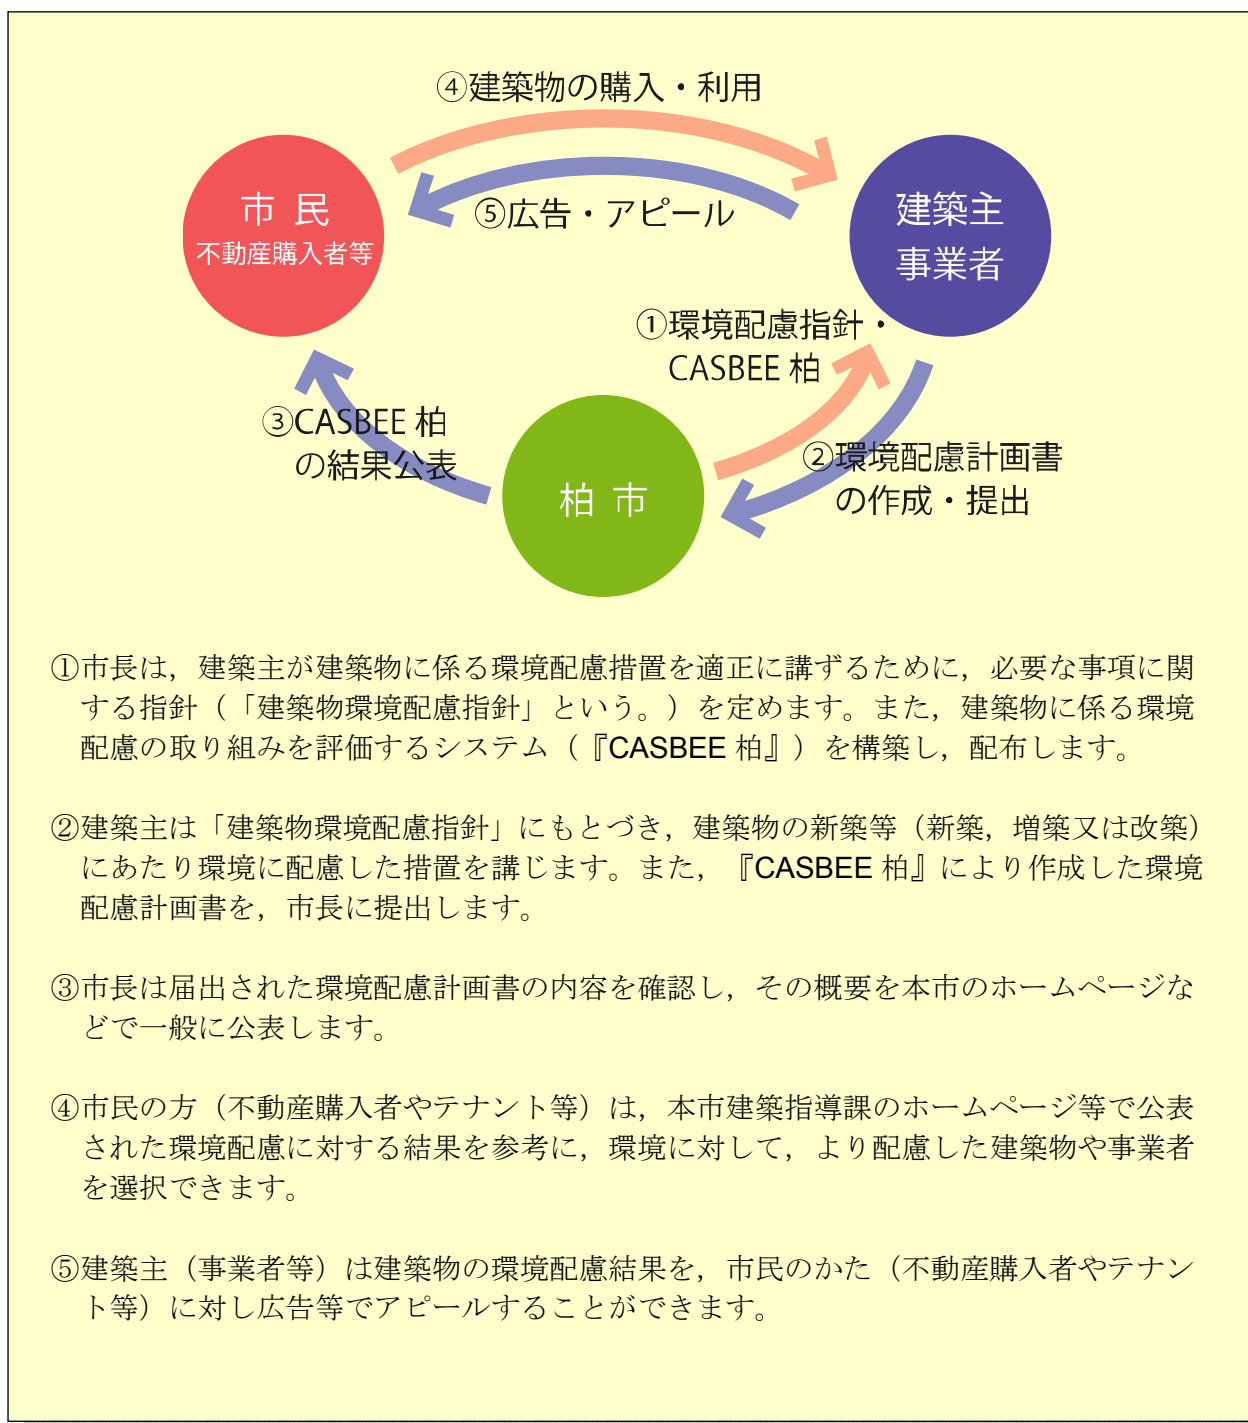 ④建築物の購入・利用
市 民
不動産購入者等
建築主
事業者
⑤広告・アピール
①環境配慮指針・
CASBEE 柏
③CASBEE 柏
の結果公表
②環境配慮計画書
の作成・提出
柏 市
①市長は，建築主が建築物に係る環境配慮措置を適正に講ずるために，必要な事項に関
する指針（「建築物環境配慮指針」という。）を定めます。また，建築物に係る環境
配慮の取り組みを評価するシステム（『CASBEE 柏』）を構築し，配布します。
②建築主は「建築物環境配慮指針」にもとづき，建築物の新築等（新築，増築又は改築）
にあたり環境に配慮した措置を講じます。また，『CASBEE 柏』により作成した環境
配慮計画書を，市長に提出します。
③市長は届出された環境配慮計画書の内容を確認し，その概要を本市のホームページな
どで一般に公表します。
④市民の方（不動産購入者やテナント等）は，本市建築指導課のホームページ等で公表
された環境配慮に対する結果を参考に，環境に対して，より配慮した建築物や事業者
を選択できます。
⑤建築主（事業者等）は建築物の環境配慮結果を，市民のかた（不動産購入者やテナン
ト等）に対し広告等でアピールすることができます。